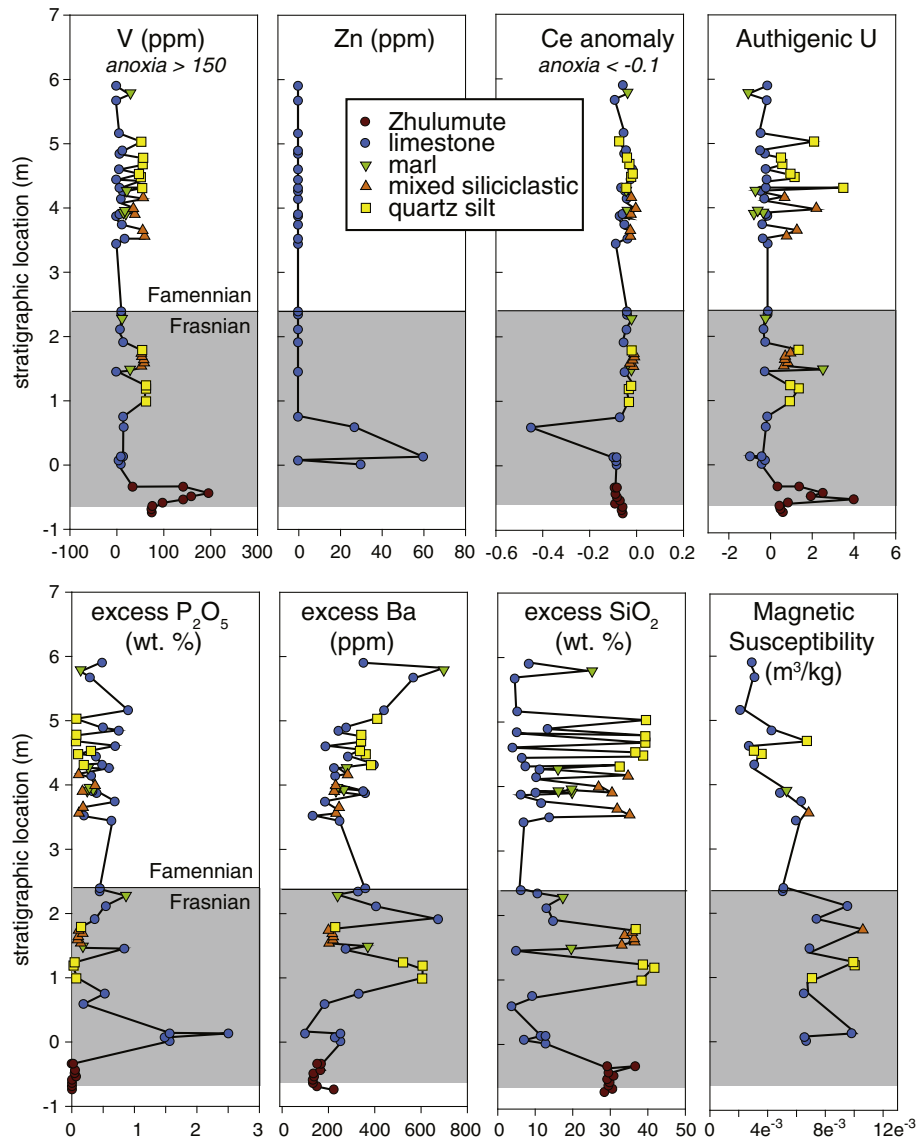 V (ppm)
anoxia > 150
Zn (ppm)
Ce anomaly
anoxia < -0.1
Authigenic U
Zhulumute
limestone
marl
mixed siliciclastic
quartz silt
stratigraphic location (m)
7
6
5
4
3
2
1
0
-1
Famennian
Frasnian
-100 0 100 200 300
0 20 40 60 80
-0.6 -0.4 -0.2 0.0 0.2
-2 0 2 4 6
excess P2O5
(wt. %)
excess Ba
(ppm)
excess SiO2
(wt. %)
Magnetic
Susceptibility
(m³/kg)
stratigraphic location (m)
7
6
5
4
3
2
1
0
-1
Famennian
Frasnian
0 1 2 3
0 200 400 600 800
0 10 20 30 40 50
0 4e-3 8e-3 12e-3